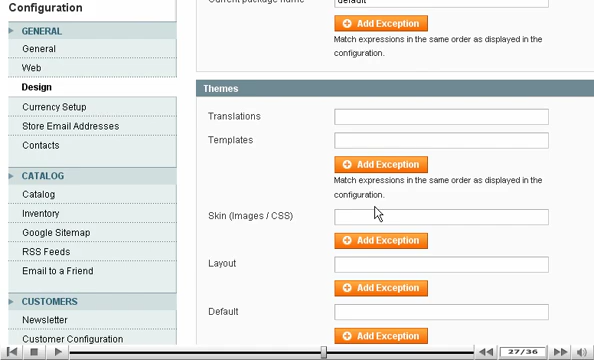 Configuration
GENERAL
General
Web
Design
Currency Setup
Store Email Addresses
Contacts
CATALOG
Catalog
Inventory
Google Sitemap
RSS Feeds
Email to a Friend
CUSTOMERS
Newsletter
Customer Configuration
Current package name
default
Add Exception
Match expressions in the same order as displayed in the
configuration.
Themes
Translations
Templates
Add Exception
Match expressions in the same order as displayed in the
configuration.
Skin (Images / CSS)
Add Exception
Layout
Add Exception
Default
Add Exception
27/36